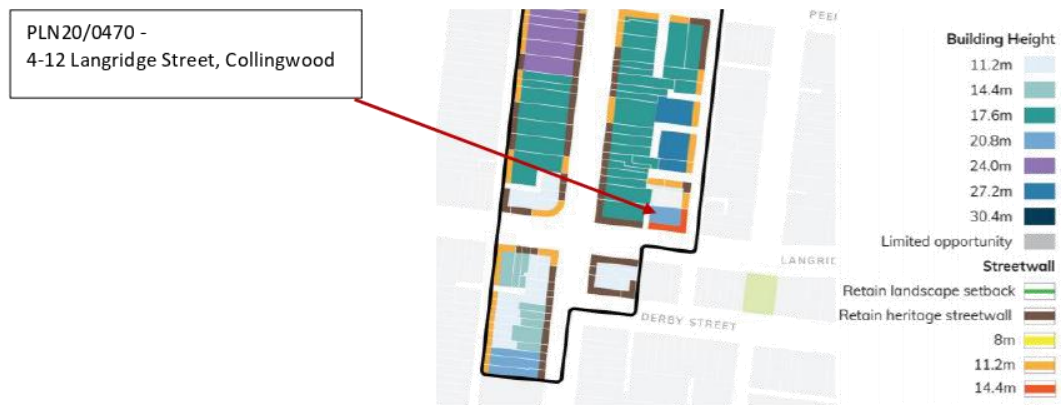 PLN20/0470 -
4-12 Langridge Street, Collingwood
PEE
LANGRID
DERBY STREET
Building Height
11.2m
14.4m
17.6m
20.8m
24.0m
27.2m
30.4m
Limited opportunity
Streetwall
Retain landscape setback
Retain heritage streetwall
8m
11.2m
14.4m